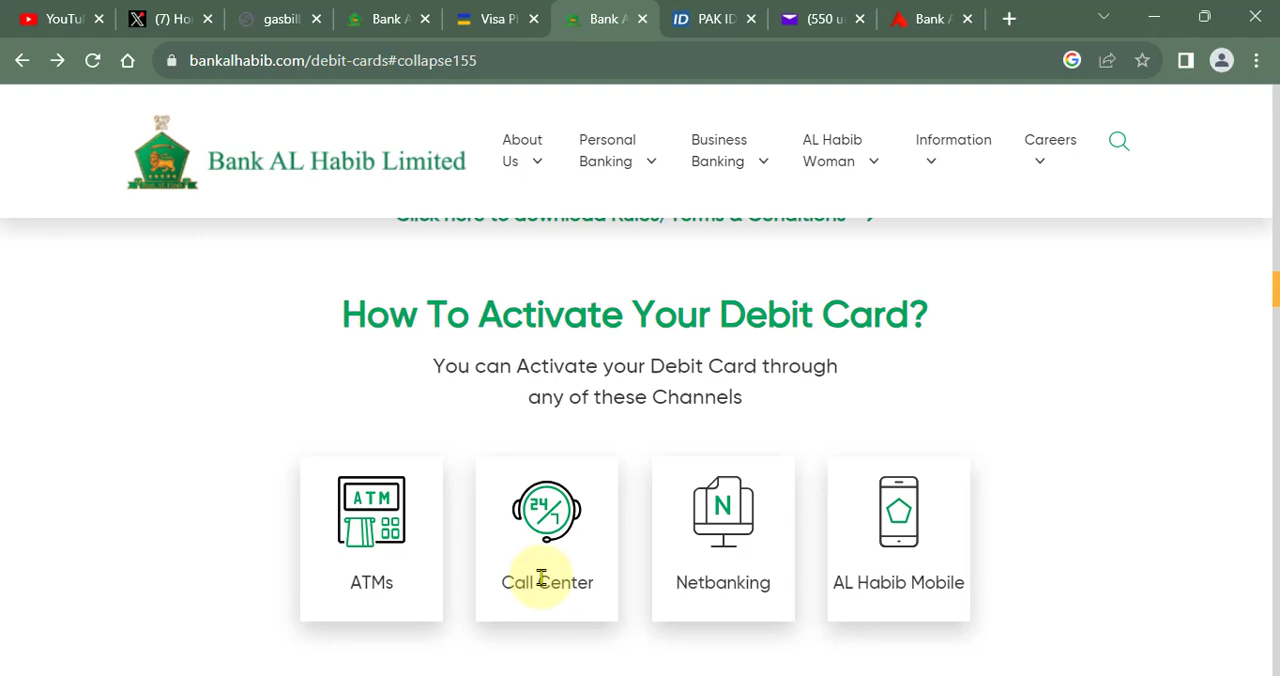 YouTu
(7) Ho
gasbill
Bank A
Visa Pl
Bank A
ID PAK ID
(550 u
Bank A
bankalhabib.com/debit-cards#collapse155
Bank AL Habib Limited
About Us
Personal Banking
Business Banking
AL Habib Woman
Information
Careers
Click here to download Rules/Terms & Conditions
How To Activate Your Debit Card?
You can Activate your Debit Card through
any of these Channels
ATM
24/7
N
ATMs
Call Center
Netbanking
AL Habib Mobile